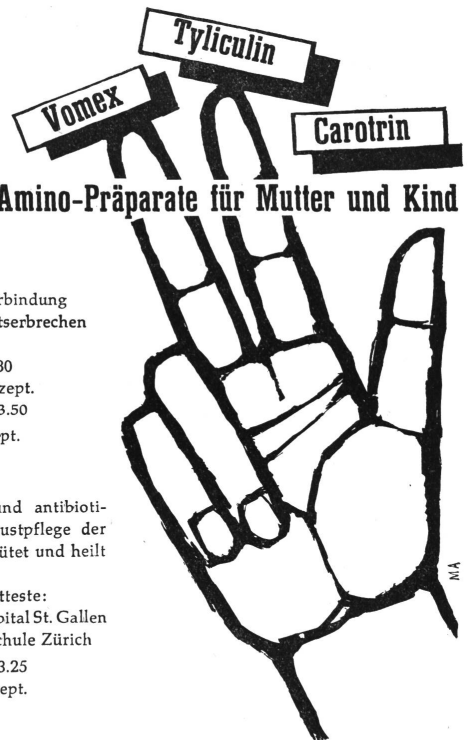 Tyliculin
Vomex
Carotrin
Amino-Präparate für Mutter und Kind
rbindung
tserbrechen
30
zept.
3.50
ept.
und antibioti-
ustpflege der
ütet und heilt
tteste:
pital St. Gallen
chule Zürich
3.25
ept.
MA